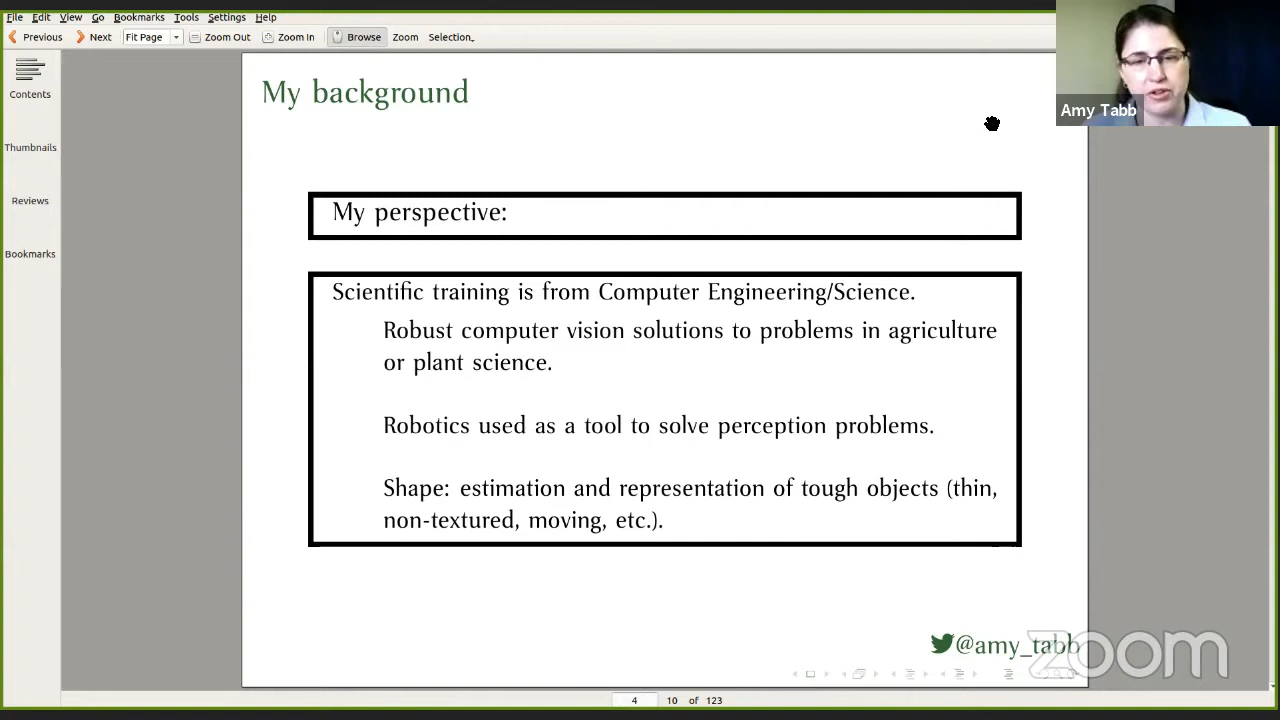 File Edit View Go Bookmarks Tools Settings Help
Previous Next Fit Page Zoom Out Zoom In Browse Zoom Selection
Contents
Thumbnails
Reviews
Bookmarks
Amy Tabb
My background
My perspective:
Scientific training is from Computer Engineering/Science.
Robust computer vision solutions to problems in agriculture
or plant science.
Robotics used as a tool to solve perception problems.
Shape: estimation and representation of tough objects (thin,
non-textured, moving, etc.).
@amy_tabb
zoom
4 10 of 123